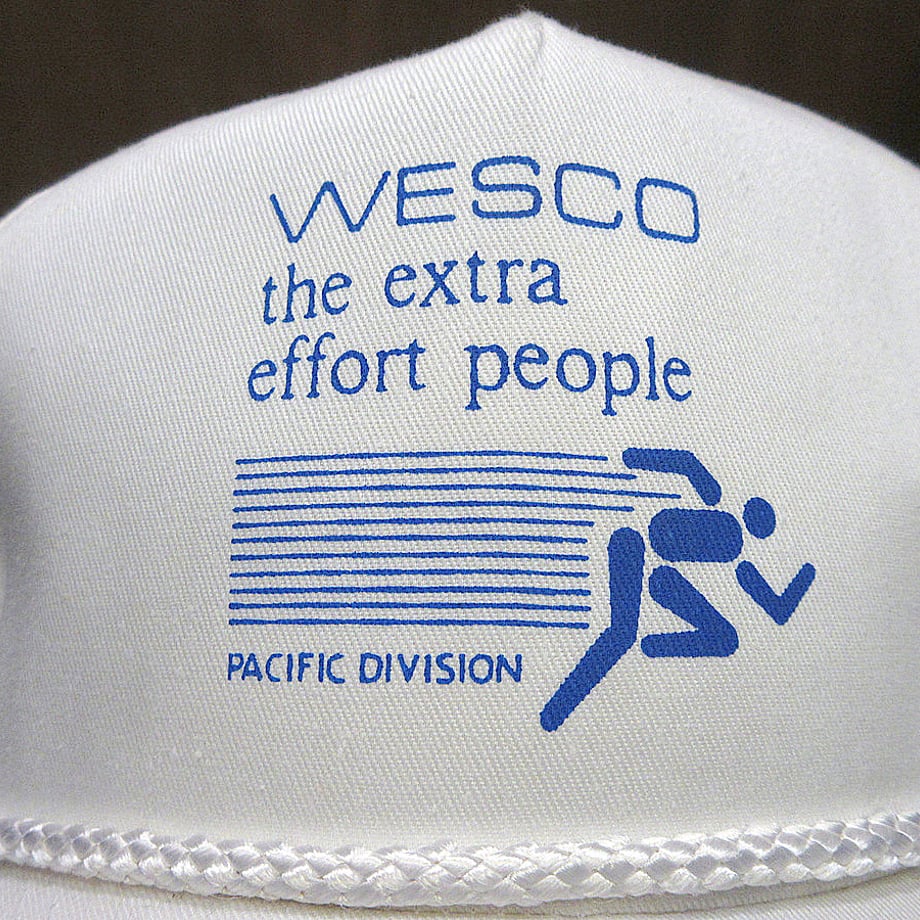 WESCO
the extra
effort people
PACIFIC DIVISION